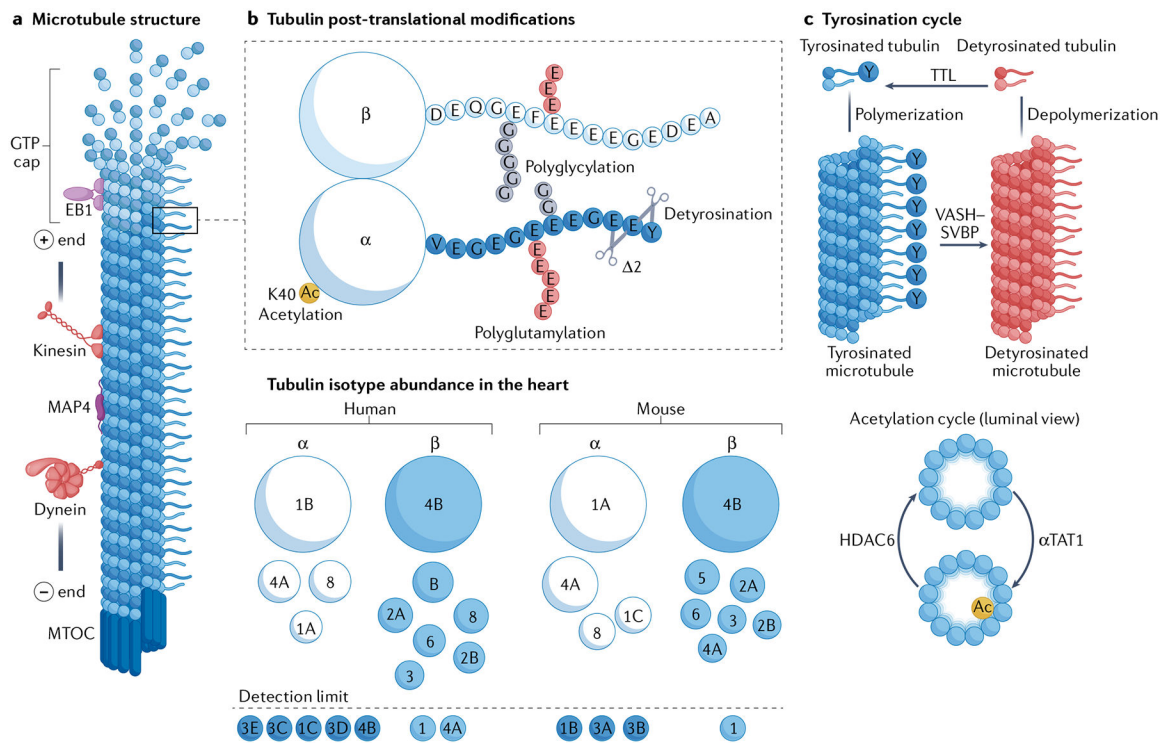 a Microtubule structure
GTP
cap
EB1
+ end
Kinesin
MAP4
Dynein
− end
MTOC
b Tubulin post-translational modifications
β
D E Q G E F E E E E G E D E A
E
E
E
G
G
G
G
G
Polyglycylation
G
G
α
V E G E G E E E G E E Y
Detyrosination
Δ2
E
E
E
E
E
K40 Ac
Acetylation
Polyglutamylation
Tubulin isotype abundance in the heart
Human
α
β
1B
4B
4A
8
1A
B
2A
8
6
2B
3
Mouse
α
β
1A
4B
4A
1C
8
5
2A
6
3
2B
4A
Detection limit
3E 3C 1C 3D 4B
1 4A
1B 3A 3B
1
c Tyrosination cycle
Tyrosinated tubulin
Detyrosinated tubulin
Y
TTL
Polymerization
Depolymerization
Y
Y
Y
Y
Y
Y
Y
VASH–
SVBP
Tyrosinated
microtubule
Detyrosinated
microtubule
Acetylation cycle (luminal view)
HDAC6
αTAT1
Ac